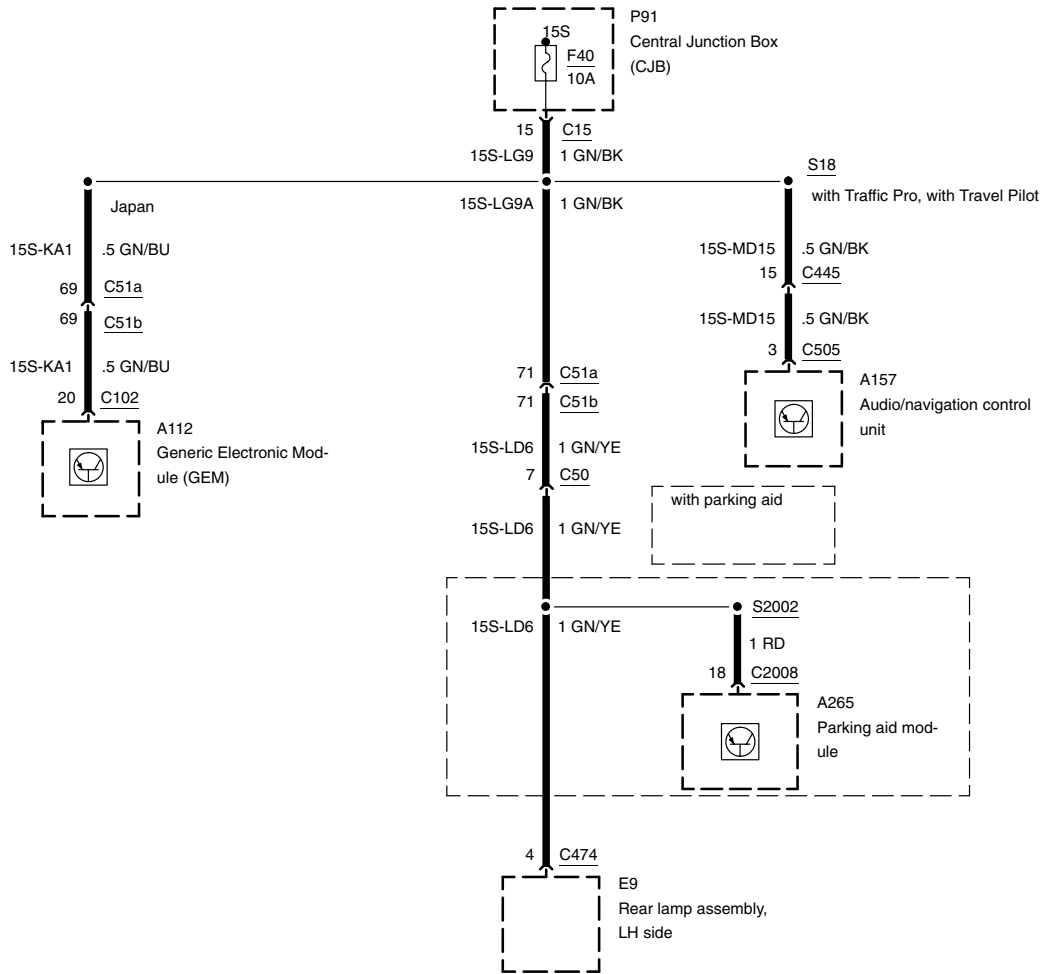 P91
Central Junction Box
(CJB)
15S
F40
10A
15 C15
15S-LG9 1 GN/BK
S18
15S-LG9A 1 GN/BK
with Traffic Pro, with Travel Pilot
Japan
15S-KA1 .5 GN/BU
15S-MD15 .5 GN/BK
15 C445
69 C51a
69 C51b
15S-MD15 .5 GN/BK
15S-KA1 .5 GN/BU
3 C505
71 C51a
71 C51b
20 C102
A157
Audio/navigation control
unit
A112
Generic Electronic Mod-
ule (GEM)
15S-LD6 1 GN/YE
7 C50
with parking aid
15S-LD6 1 GN/YE
S2002
15S-LD6 1 GN/YE
1 RD
18 C2008
A265
Parking aid mod-
ule
4 C474
E9
Rear lamp assembly,
LH side